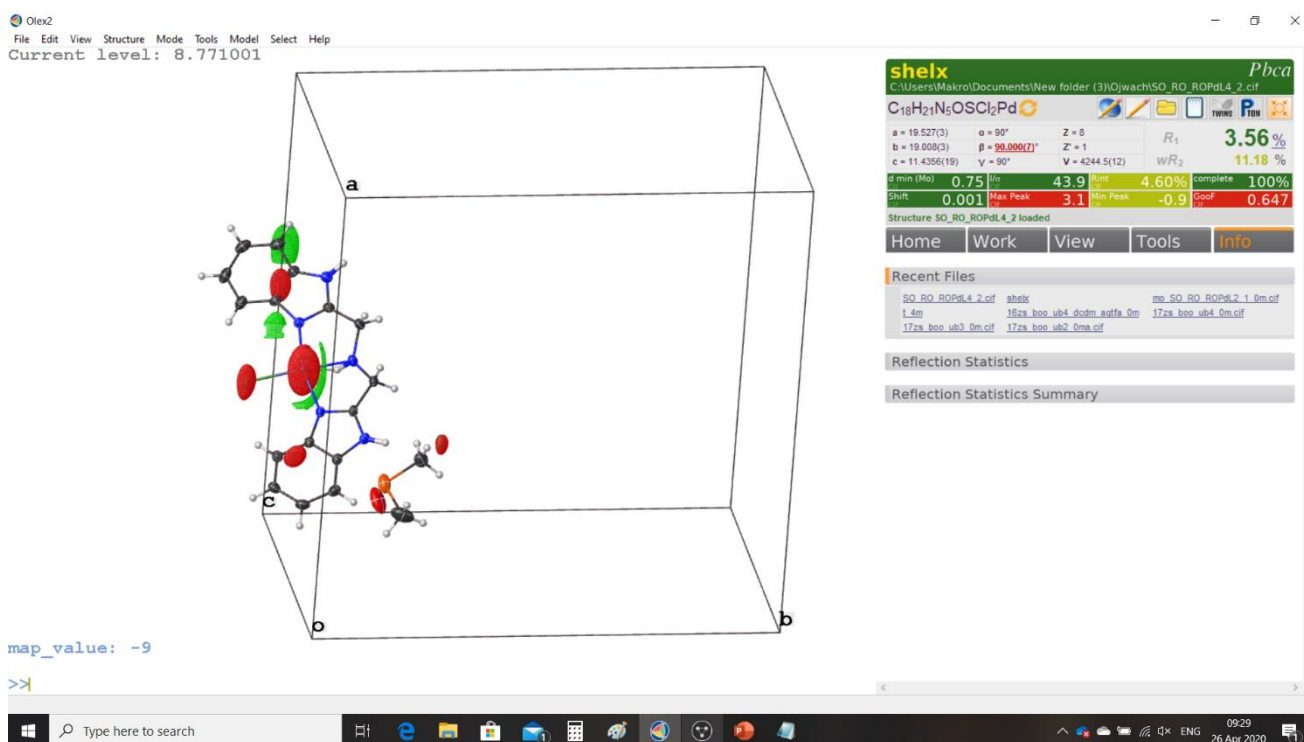 Olex2
File Edit View Structure Mode Tools Model Select Help
Current level: 8.771001
a
c
o
b
map_value: -9
>>
shelx Pbca
C:\Users\Makro\Documents\New folder (3)\Ojwach\SO_RO_ROPdL4_2.cif
C18H21N5OSCl2Pd TWINS PTON
a = 19.527(3) α = 90° Z = 8 R1 3.56 %
b = 19.008(3) β = 90.000(7)° Z' = 1
c = 11.4356(19) γ = 90° V = 4244.5(12) wR2 11.18 %
d min (Mo) 0.75 I/σ 43.9 Rint 4.60% complete 100%
CIF
Shift 0.001 Max Peak 3.1 Min Peak -0.9 GooF 0.647
CIF
Structure SO_RO_ROPdL4_2 loaded
Home Work View Tools Info
Recent Files
SO_RO_ROPdL4_2.cif shelx mo_SO_RO_ROPdL2_1_0m.cif
t_4m 16zs_boo_ub4_dcdm_agtfa_0m 17zs_boo_ub4_0m.cif
17zs_boo_ub3_0m.cif 17zs_boo_ub2_0ma.cif
Reflection Statistics
Reflection Statistics Summary
Type here to search
ENG
09:29
26 Apr 2020